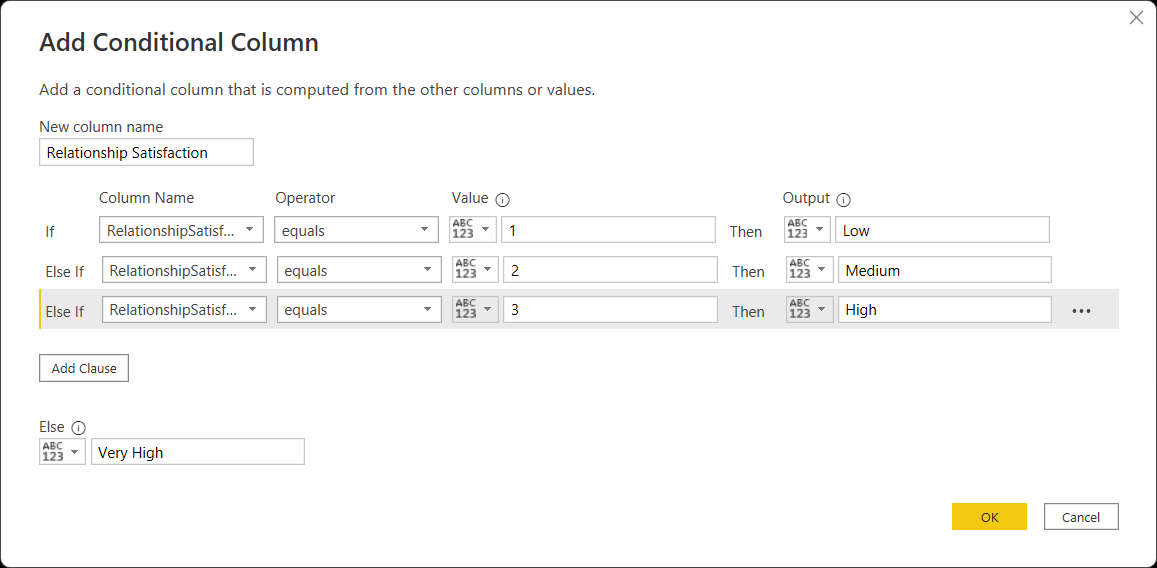 Add Conditional Column
Add a conditional column that is computed from the other columns or values.
New column name
Relationship Satisfaction
Column Name Operator Value Output
If RelationshipSatisf... equals ABC 123 1 Then ABC 123 Low
Else If RelationshipSatisf... equals ABC 123 2 Then ABC 123 Medium
Else If RelationshipSatisf... equals ABC 123 3 Then ABC 123 High ...
Add Clause
Else
ABC 123 Very High
OK Cancel